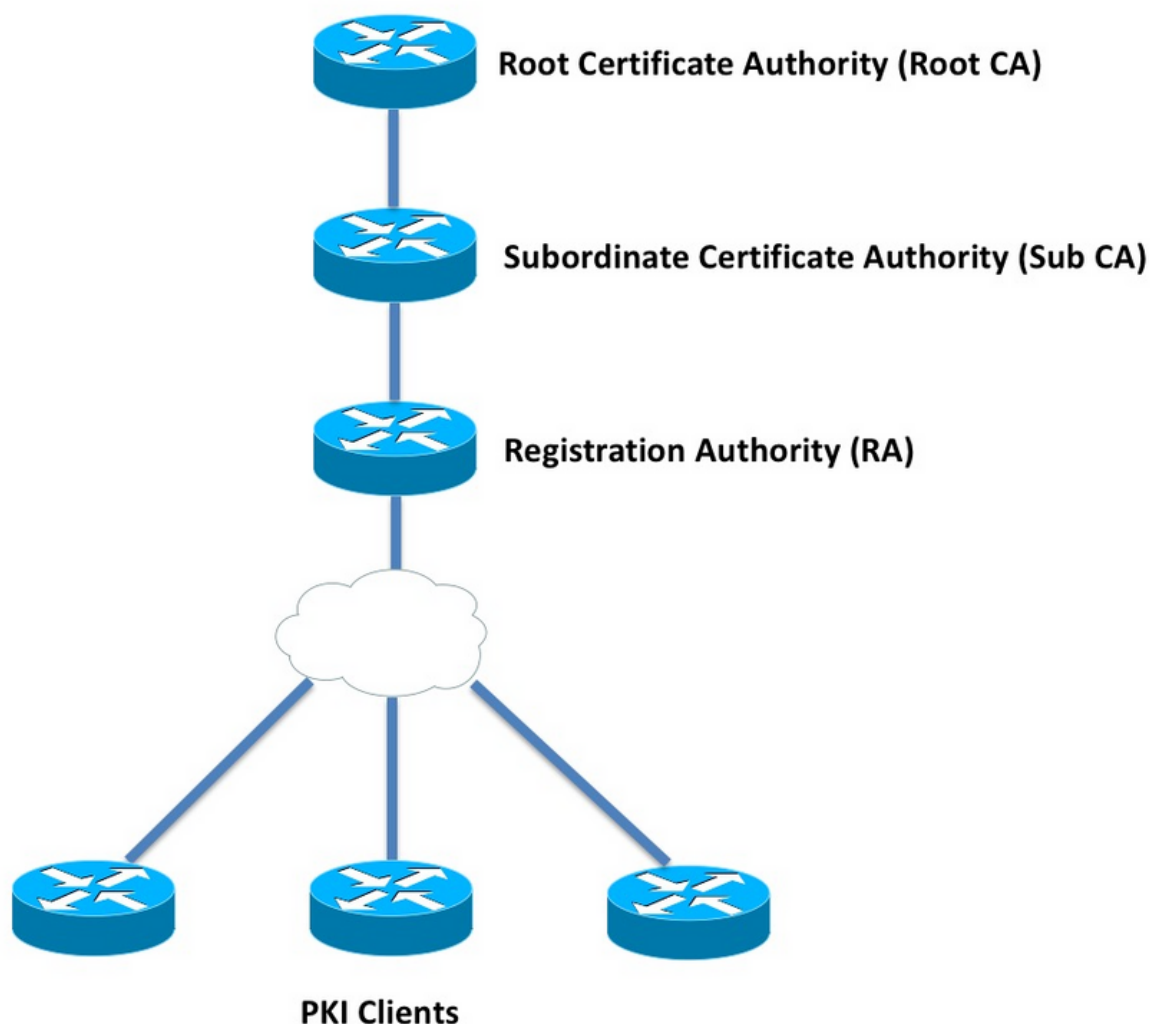 Root Certificate Authority (Root CA)
Subordinate Certificate Authority (Sub CA)
Registration Authority (RA)
PKI Clients